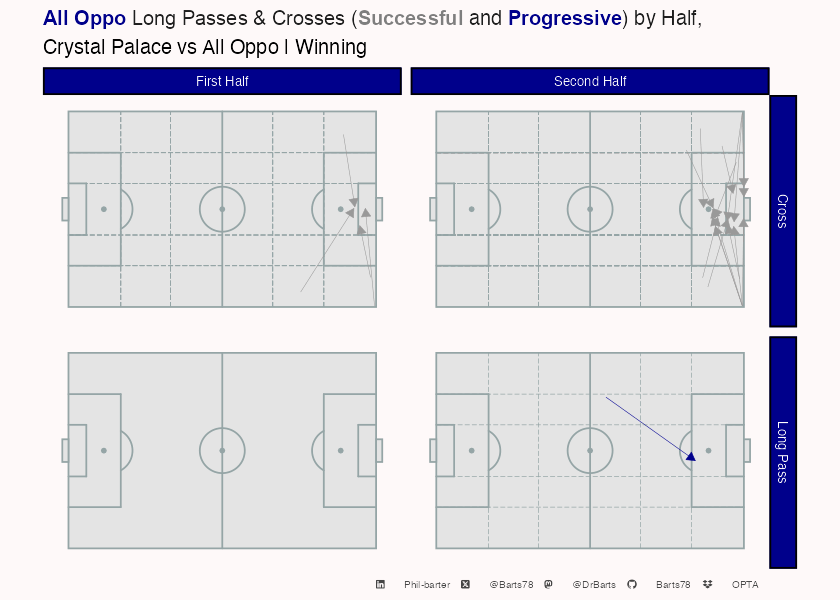 All Oppo Long Passes & Crosses (Successful and Progressive) by Half,
Crystal Palace vs All Oppo I Winning
First Half
Second Half
Cross
Long Pass
Phil-barter @Barts78 @DrBarts Barts78 OPTA